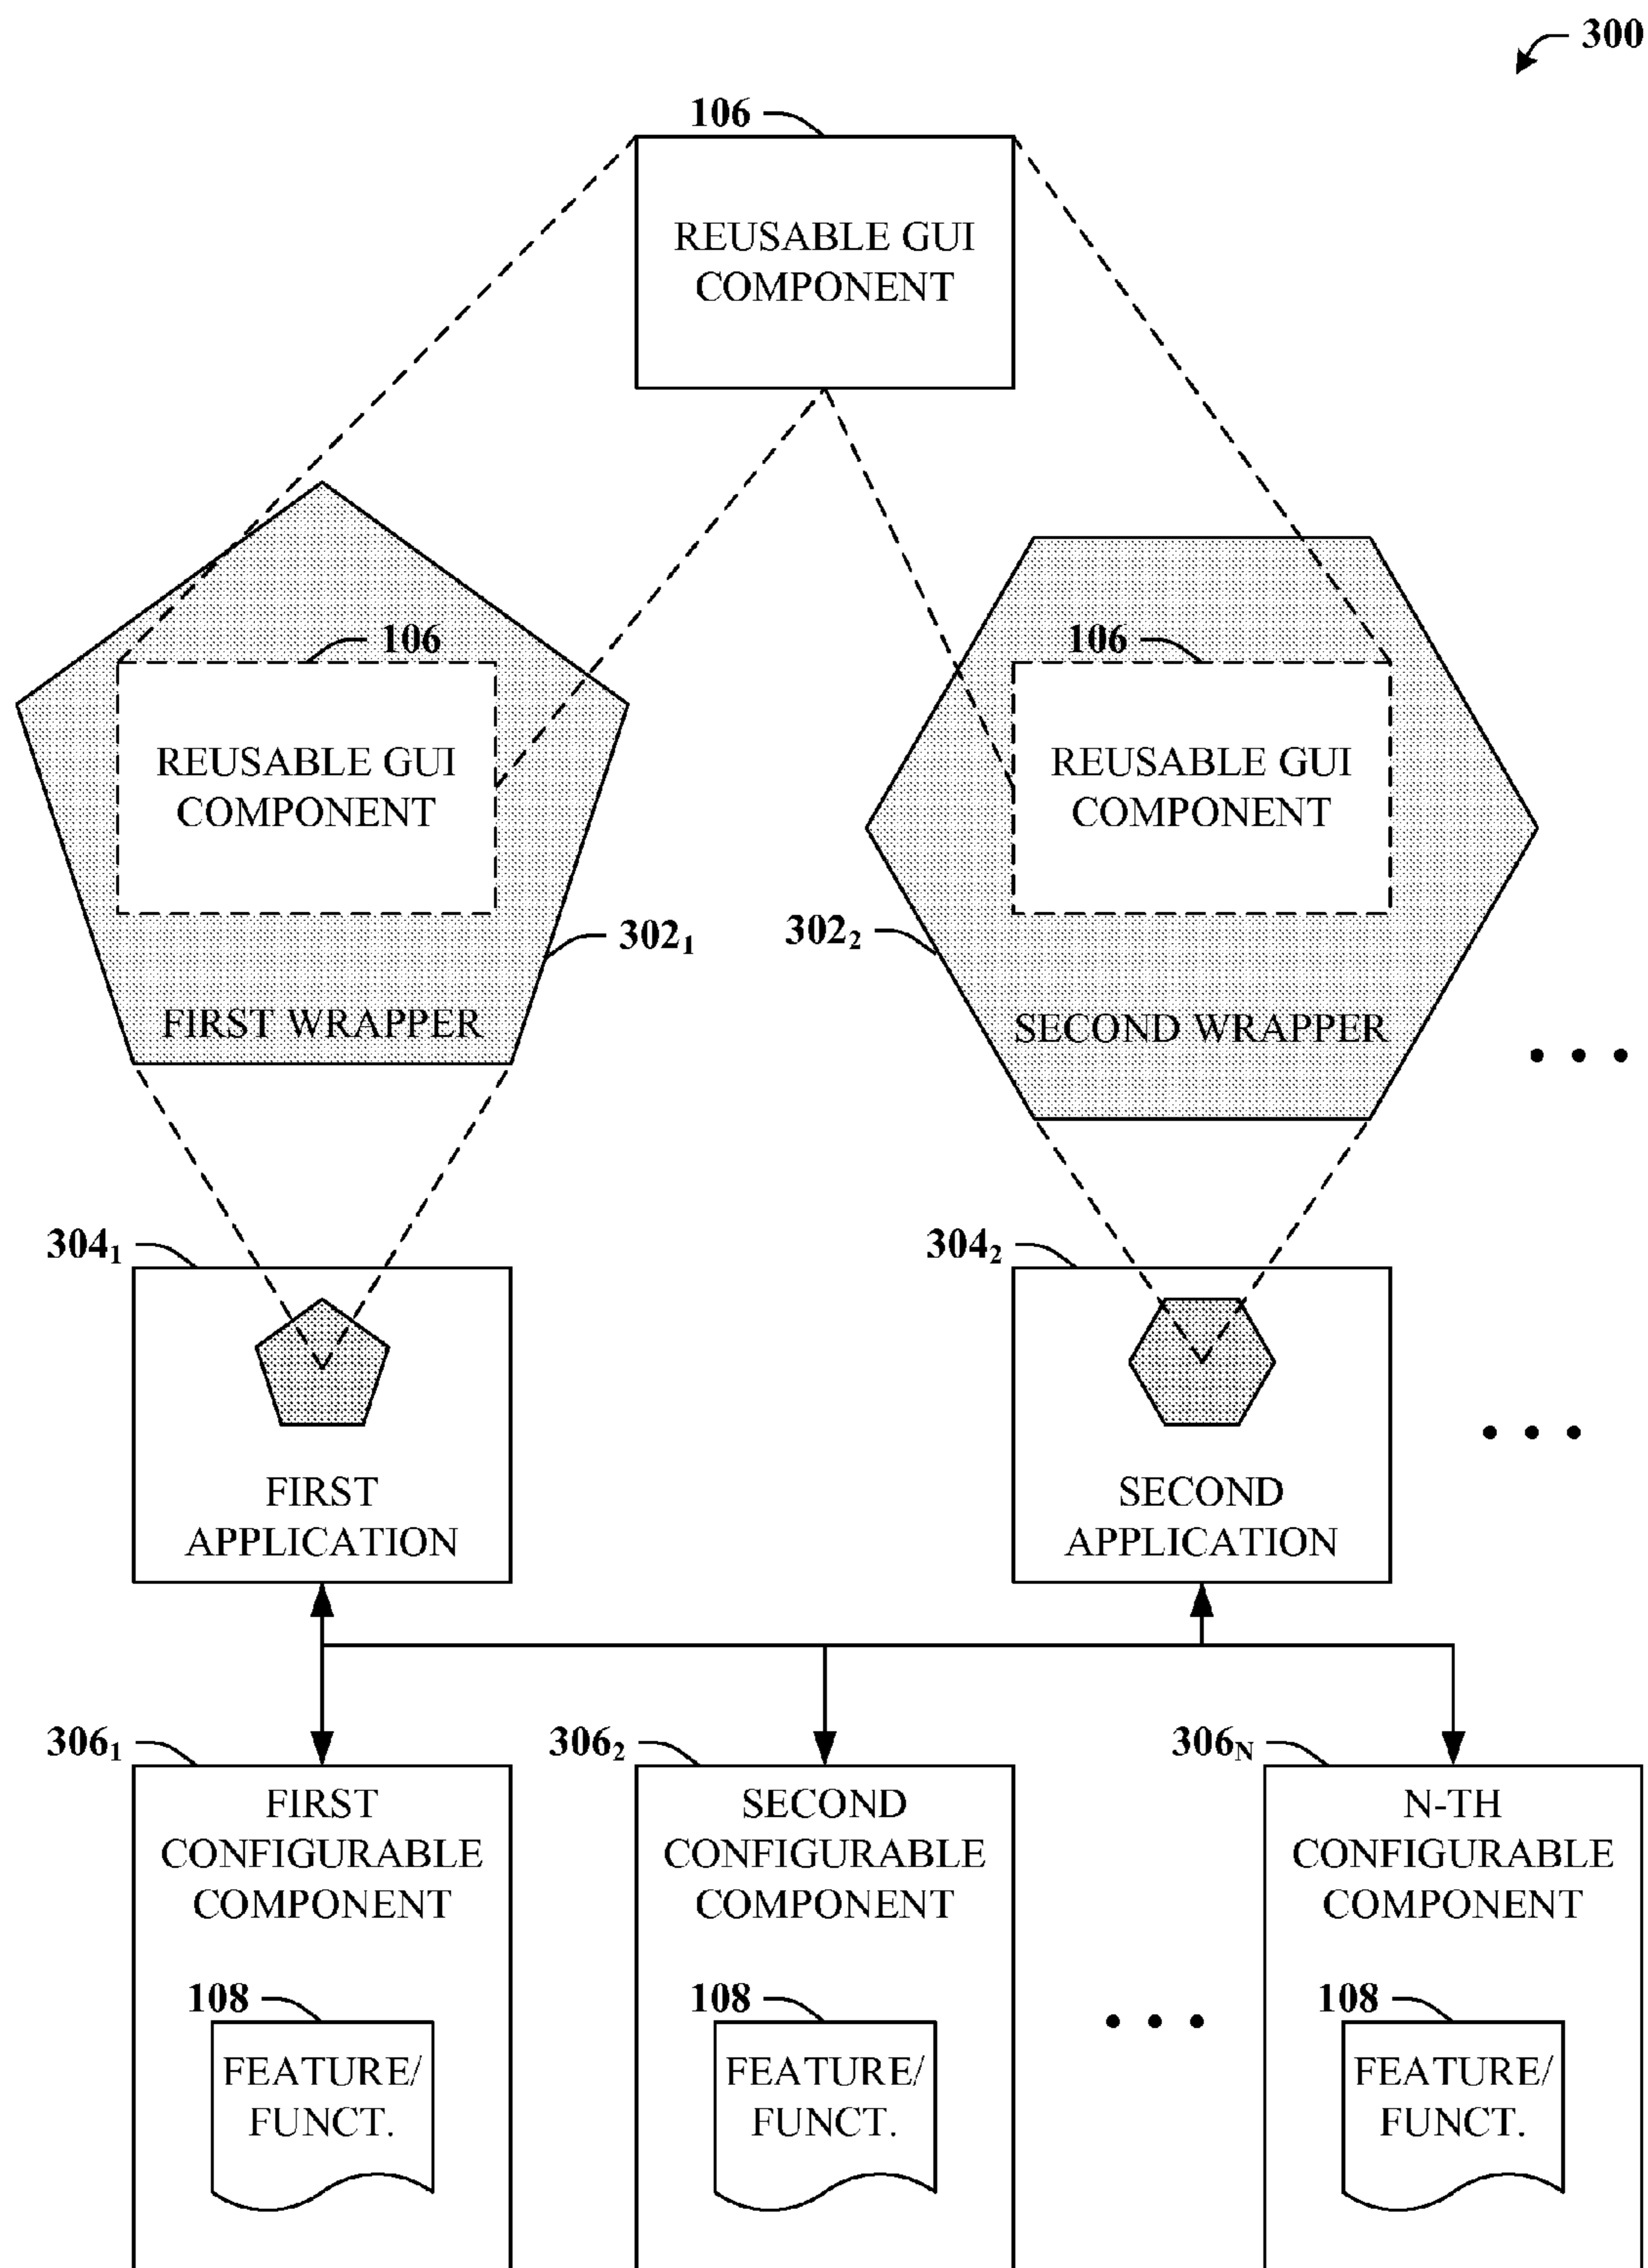 300
106
REUSABLE GUI
COMPONENT
106
REUSABLE GUI
COMPONENT
302₁
FIRST WRAPPER
106
REUSABLE GUI
COMPONENT
302₂
SECOND WRAPPER
• • •
304₁
FIRST
APPLICATION
304₂
SECOND
APPLICATION
• • •
306₁
FIRST
CONFIGURABLE
COMPONENT
108
FEATURE/
FUNCT.
306₂
SECOND
CONFIGURABLE
COMPONENT
108
FEATURE/
FUNCT.
• • •
306N
N-TH
CONFIGURABLE
COMPONENT
108
FEATURE/
FUNCT.